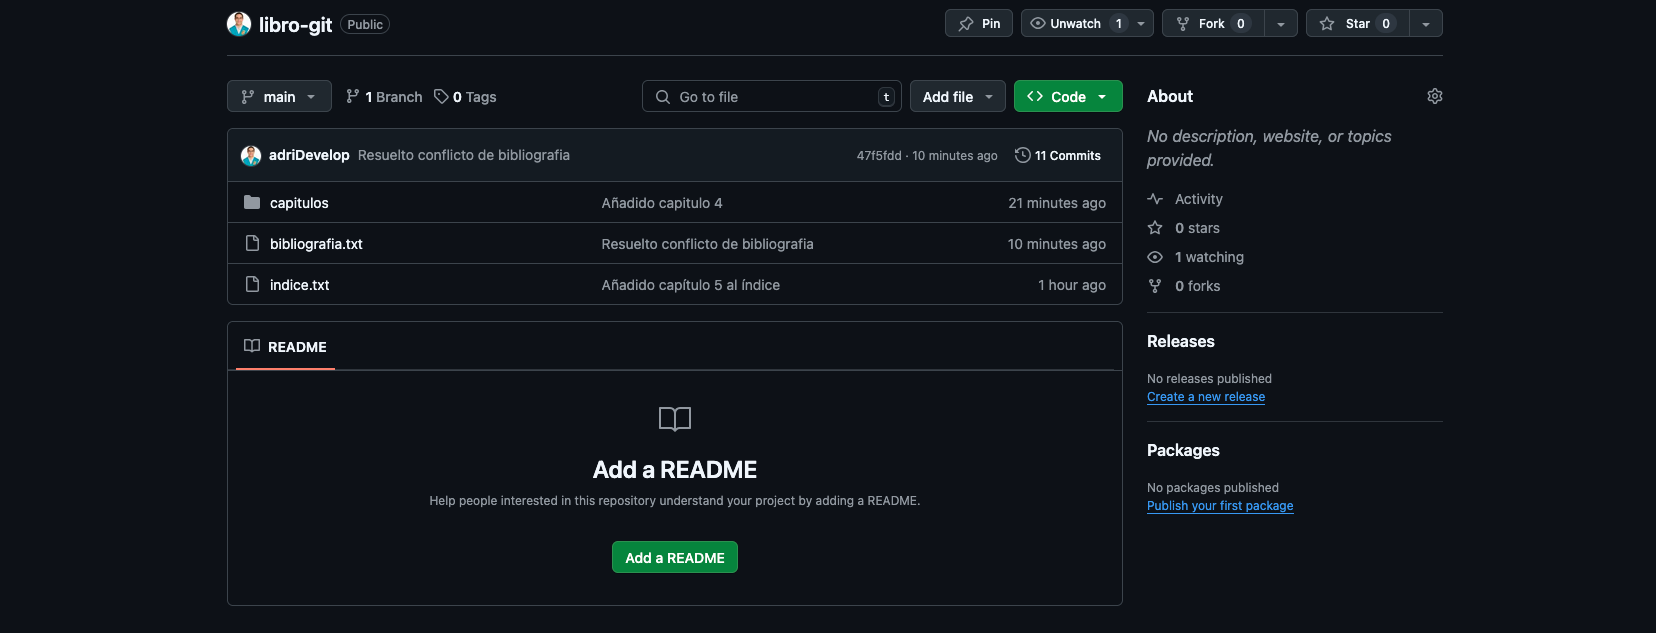 libro-git Public Pin Unwatch 1 Fork 0 Star 0
main 1 Branch 0 Tags Go to file t Add file Code
adriDevelop Resuelto conflicto de bibliografia 47f5fdd · 10 minutes ago 11 Commits
capitulos Añadido capitulo 4 21 minutes ago
bibliografia.txt Resuelto conflicto de bibliografia 10 minutes ago
indice.txt Añadido capítulo 5 al índice 1 hour ago
README
Add a README
Help people interested in this repository understand your project by adding a README.
Add a README
About
No description, website, or topics
provided.
Activity
0 stars
1 watching
0 forks
Releases
No releases published
Create a new release
Packages
No packages published
Publish your first package